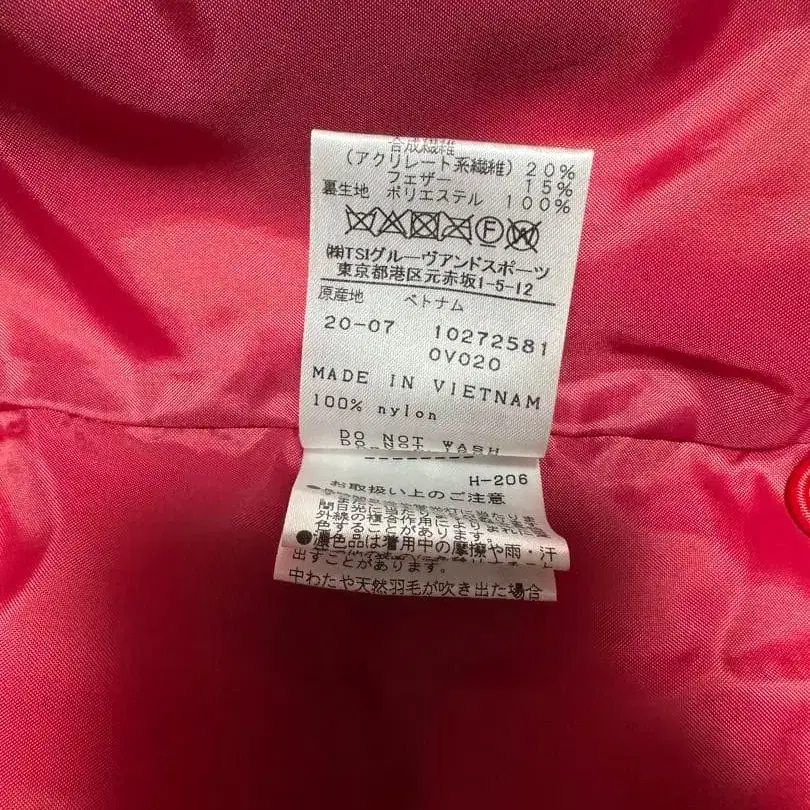 合成繊維
(アクリレート系繊維) 20%
フェザー 15%
裏生地 ポリエステル 100%
F W
㈱TSIグルーヴアンドスポーツ
東京都港区元赤坂1-5-12
原産地 ベトナム
20-07 10272581
0V020
MADE IN VIETNAM
100% nylon
DO NOT WASH
H-206
お取扱い上のご注意
色することがあります。
●濃色品は着用中の摩擦や雨・汗
出すことがあります。
中わたや天然羽毛が吹き出た場合